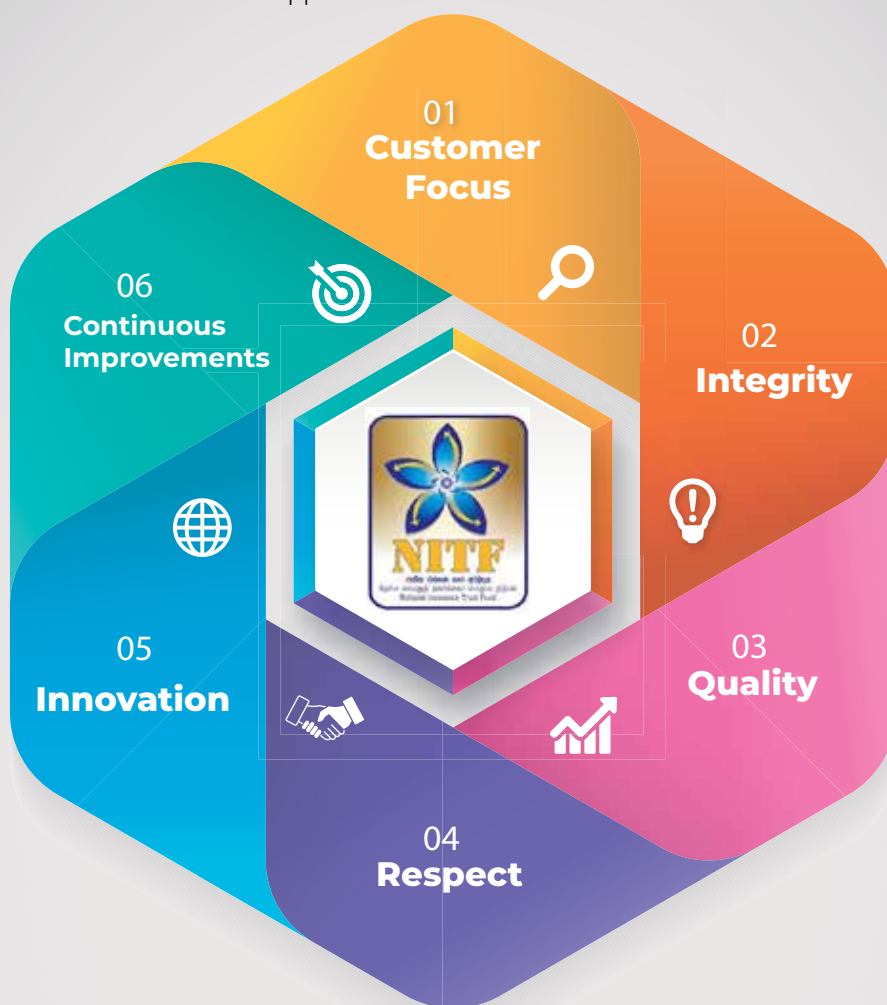 01
Customer
Focus
02
Integrity
03
Quality
04
Respect
05
Innovation
06
Continuous
Improvements
NITF